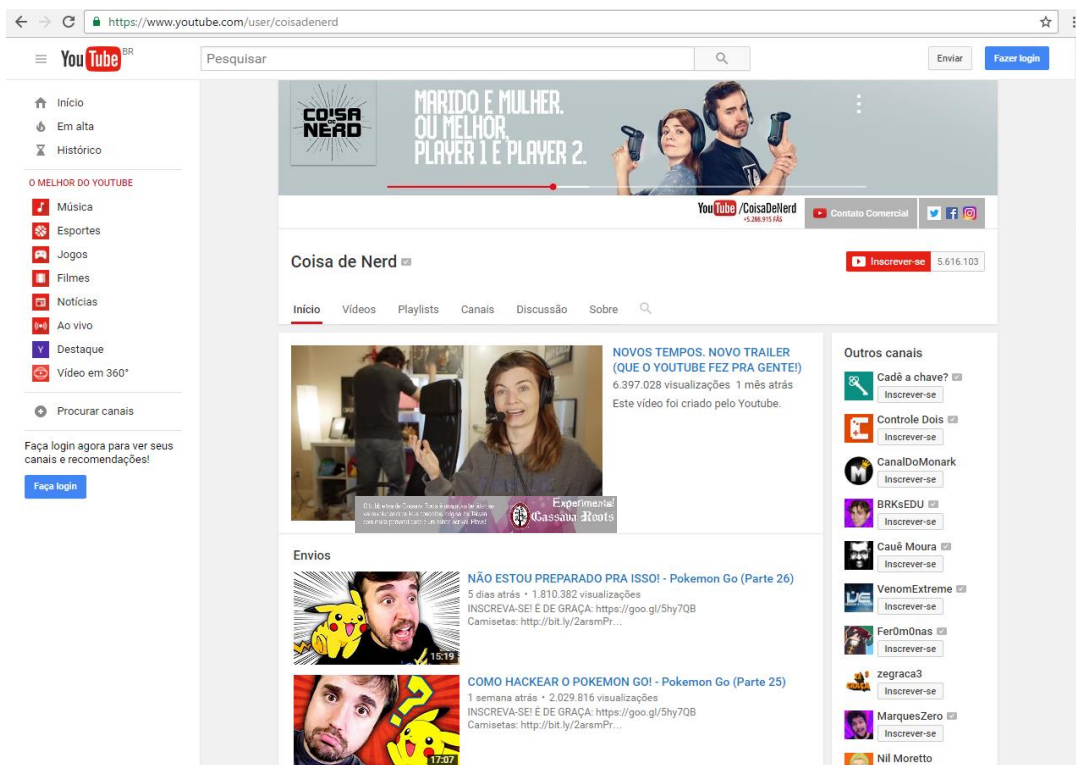 https://www.youtube.com/user/coisadenerd
YouTube BR
Pesquisar
Enviar
Fazer login
Início
Em alta
Histórico
O MELHOR DO YOUTUBE
Música
Esportes
Jogos
Filmes
Notícias
Ao vivo
Destaque
Vídeo em 360°
Procurar canais
Faça login agora para ver seus
canais e recomendações!
Faça login
COISA
DE
NERD
MARIDO E MULHER.
OU MELHOR,
PLAYER 1 E PLAYER 2.
YouTube /CoisaDeNerd
+5.208.915 FÃS
Contato Comercial
Coisa de Nerd
Inscrever-se 5.616.103
Início Vídeos Playlists Canais Discussão Sobre
NOVOS TEMPOS. NOVO TRAILER
(QUE O YOUTUBE FEZ PRA GENTE!)
6.397.028 visualizações 1 mês atrás
Este vídeo foi criado pelo Youtube.
Experimente!
Cassava Roots
Envios
NÃO ESTOU PREPARADO PRA ISSO! - Pokemon Go (Parte 26)
5 dias atrás • 1.810.382 visualizações
INSCREVA-SE! É DE GRAÇA: https://goo.gl/5hy7QB
Camisetas: http://bit.ly/2arsmPr...
15:19
COMO HACKEAR O POKEMON GO! - Pokemon Go (Parte 25)
1 semana atrás • 2.029.816 visualizações
INSCREVA-SE! É DE GRAÇA: https://goo.gl/5hy7QB
Camisetas: http://bit.ly/2arsmPr...
17:07
Outros canais
Cadê a chave?
Inscrever-se
Controle Dois
Inscrever-se
CanalDoMonark
Inscrever-se
BRKsEDU
Inscrever-se
Cauê Moura
Inscrever-se
VenomExtreme
Inscrever-se
Fer0m0nas
Inscrever-se
zegraca3
Inscrever-se
MarquesZero
Inscrever-se
Nil Moretto